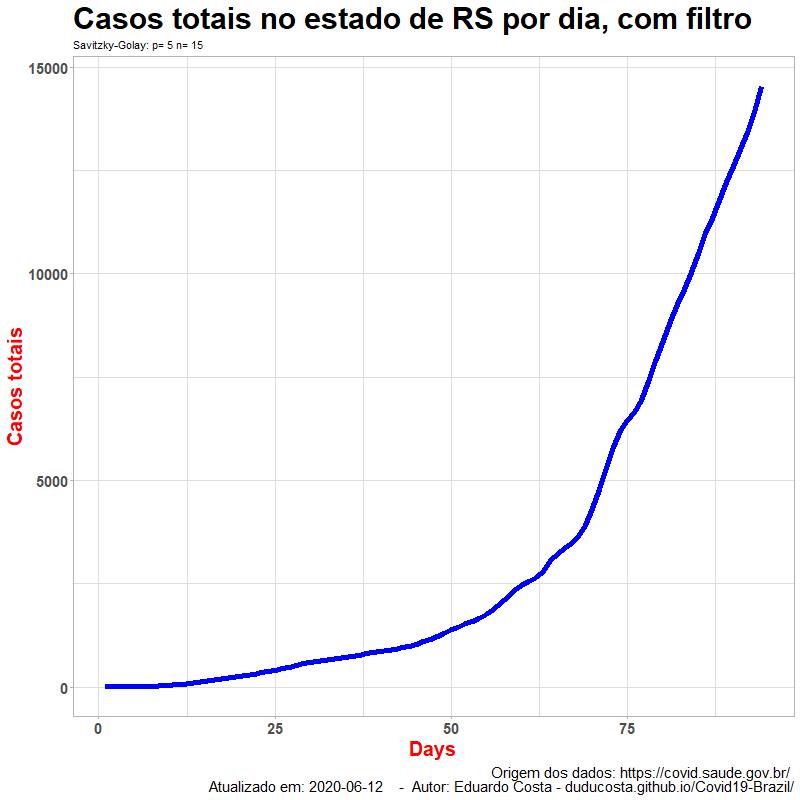 Casos totais no estado de RS por dia, com filtro
Savitzky-Golay: p= 5 n= 15
15000
10000
5000
0
Casos totais
0 25 50 75
Days
Origem dos dados: https://covid.saude.gov.br/
Atualizado em: 2020-06-12 - Autor: Eduardo Costa - duducosta.github.io/Covid19-Brazil/